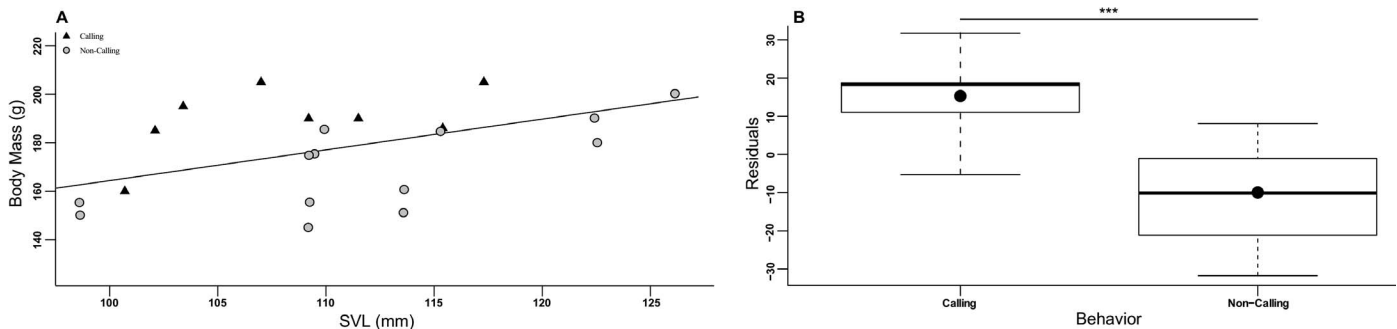 A
Calling
Non-Calling
Body Mass (g)
220
200
180
160
140
100
105
110
115
120
125
SVL (mm)
B
***
Residuals
30
20
10
0
−10
−20
−30
Calling
Non−Calling
Behavior